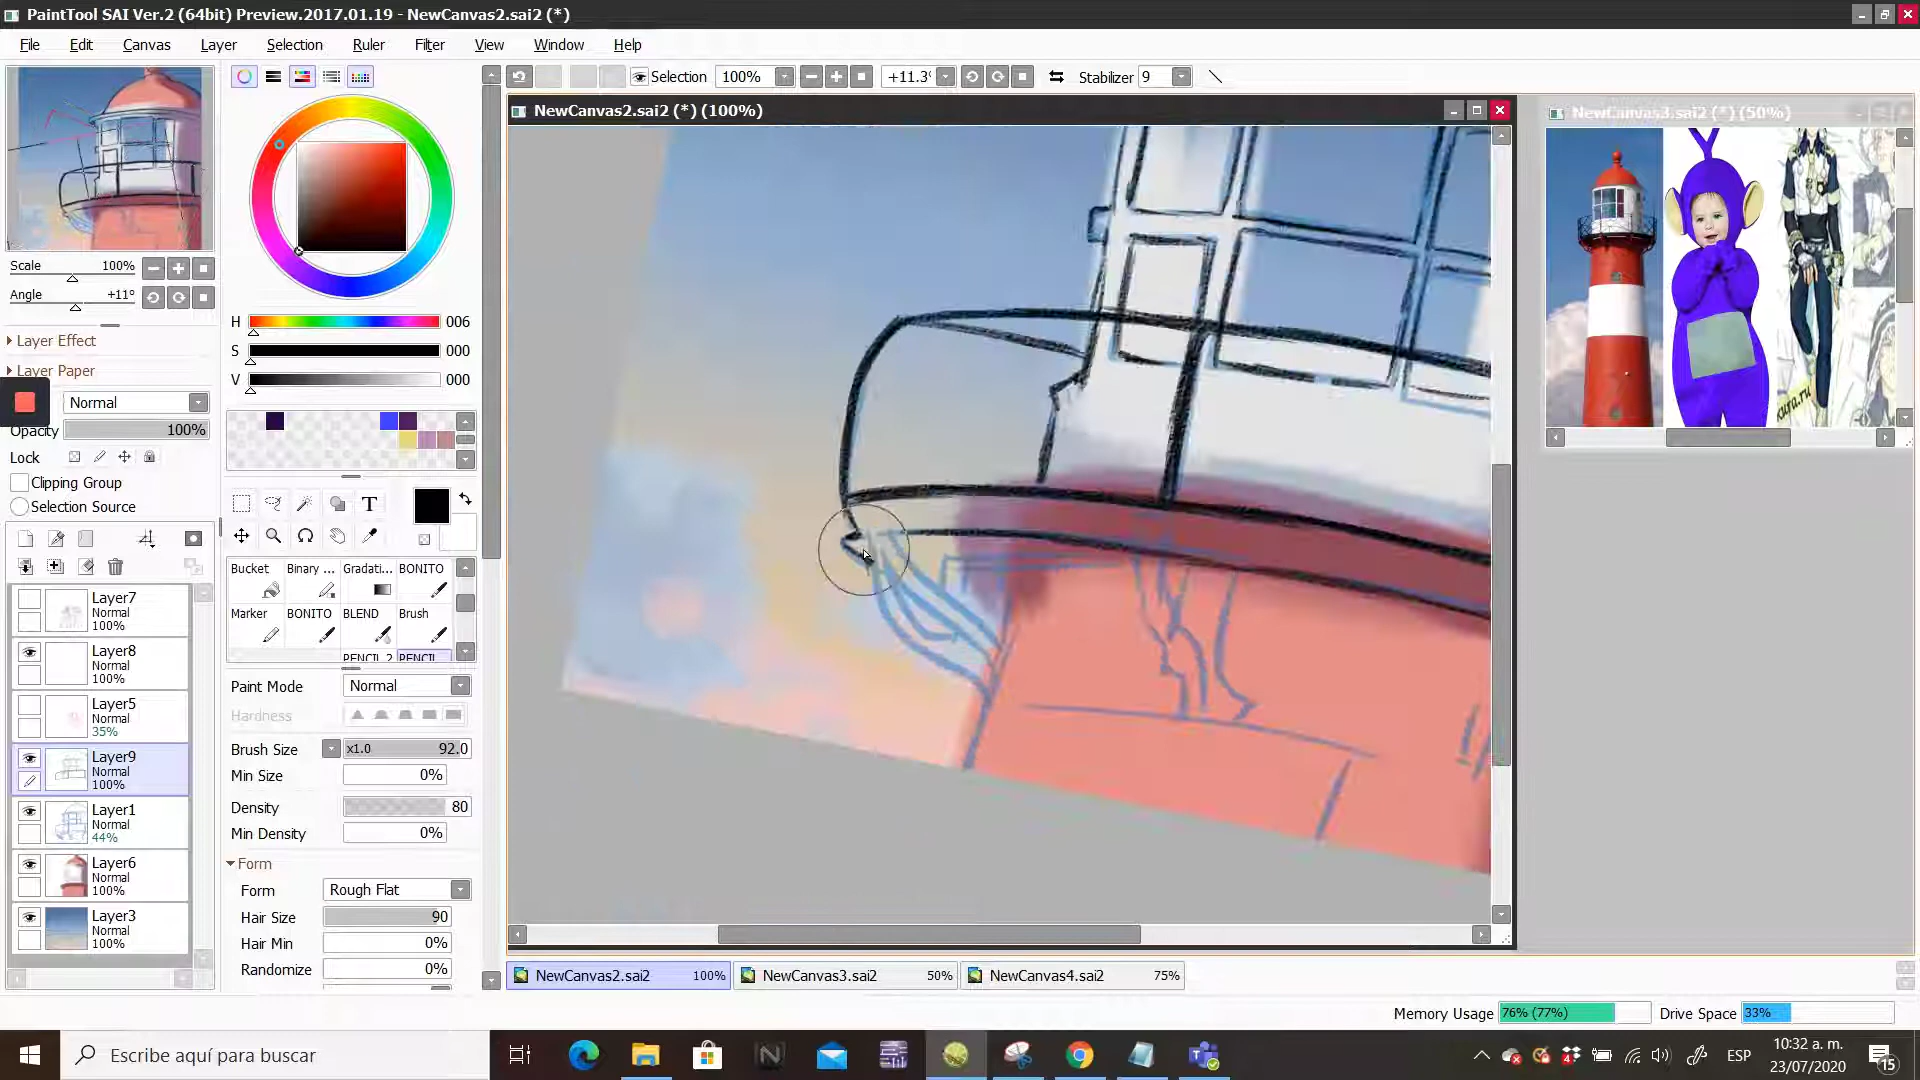 PaintTool SAI Ver.2 (64bit) Preview.2017.01.19 - NewCanvas2.sai2 (*)
File Edit Canvas Layer Selection Ruler Filter View Window Help
Selection 100% +11.3° Stabilizer 9
NewCanvas2.sai2 (*) (100%)
NewCanvas3.sai2 (*) (50%)
Scale 100%
Angle +11°
Layer Effect
Layer Paper
Normal
Opacity 100%
Lock
Clipping Group
Selection Source
Layer7
Normal
100%
Layer8
Normal
100%
Layer5
Normal
35%
Layer9
Normal
100%
Layer1
Normal
44%
Layer6
Normal
100%
Layer3
Normal
100%
H 006
S 000
V 000
T
Bucket Binary ... Gradati... BONITO
Marker BONITO BLEND Brush
PENCIL 2 PENCIL
Paint Mode Normal
Hardness
Brush Size x1.0 92.0
Min Size 0%
Density 80
Min Density 0%
Form
Form Rough Flat
Hair Size 90
Hair Min 0%
Randomize 0%
kura.ru
NewCanvas2.sai2 100% NewCanvas3.sai2 50% NewCanvas4.sai2 75%
Memory Usage 76% (77%) Drive Space 33%
Escribe aquí para buscar
ESP
10:32 a. m.
23/07/2020
15